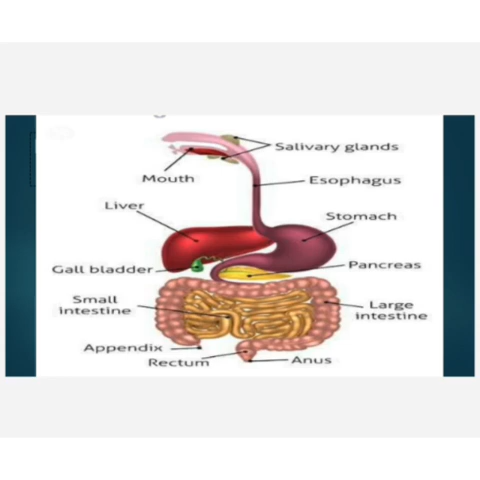 Salivary glands
Mouth
Esophagus
Liver
Stomach
Gall bladder
Pancreas
Small
intestine
Large
intestine
Appendix
Rectum
Anus